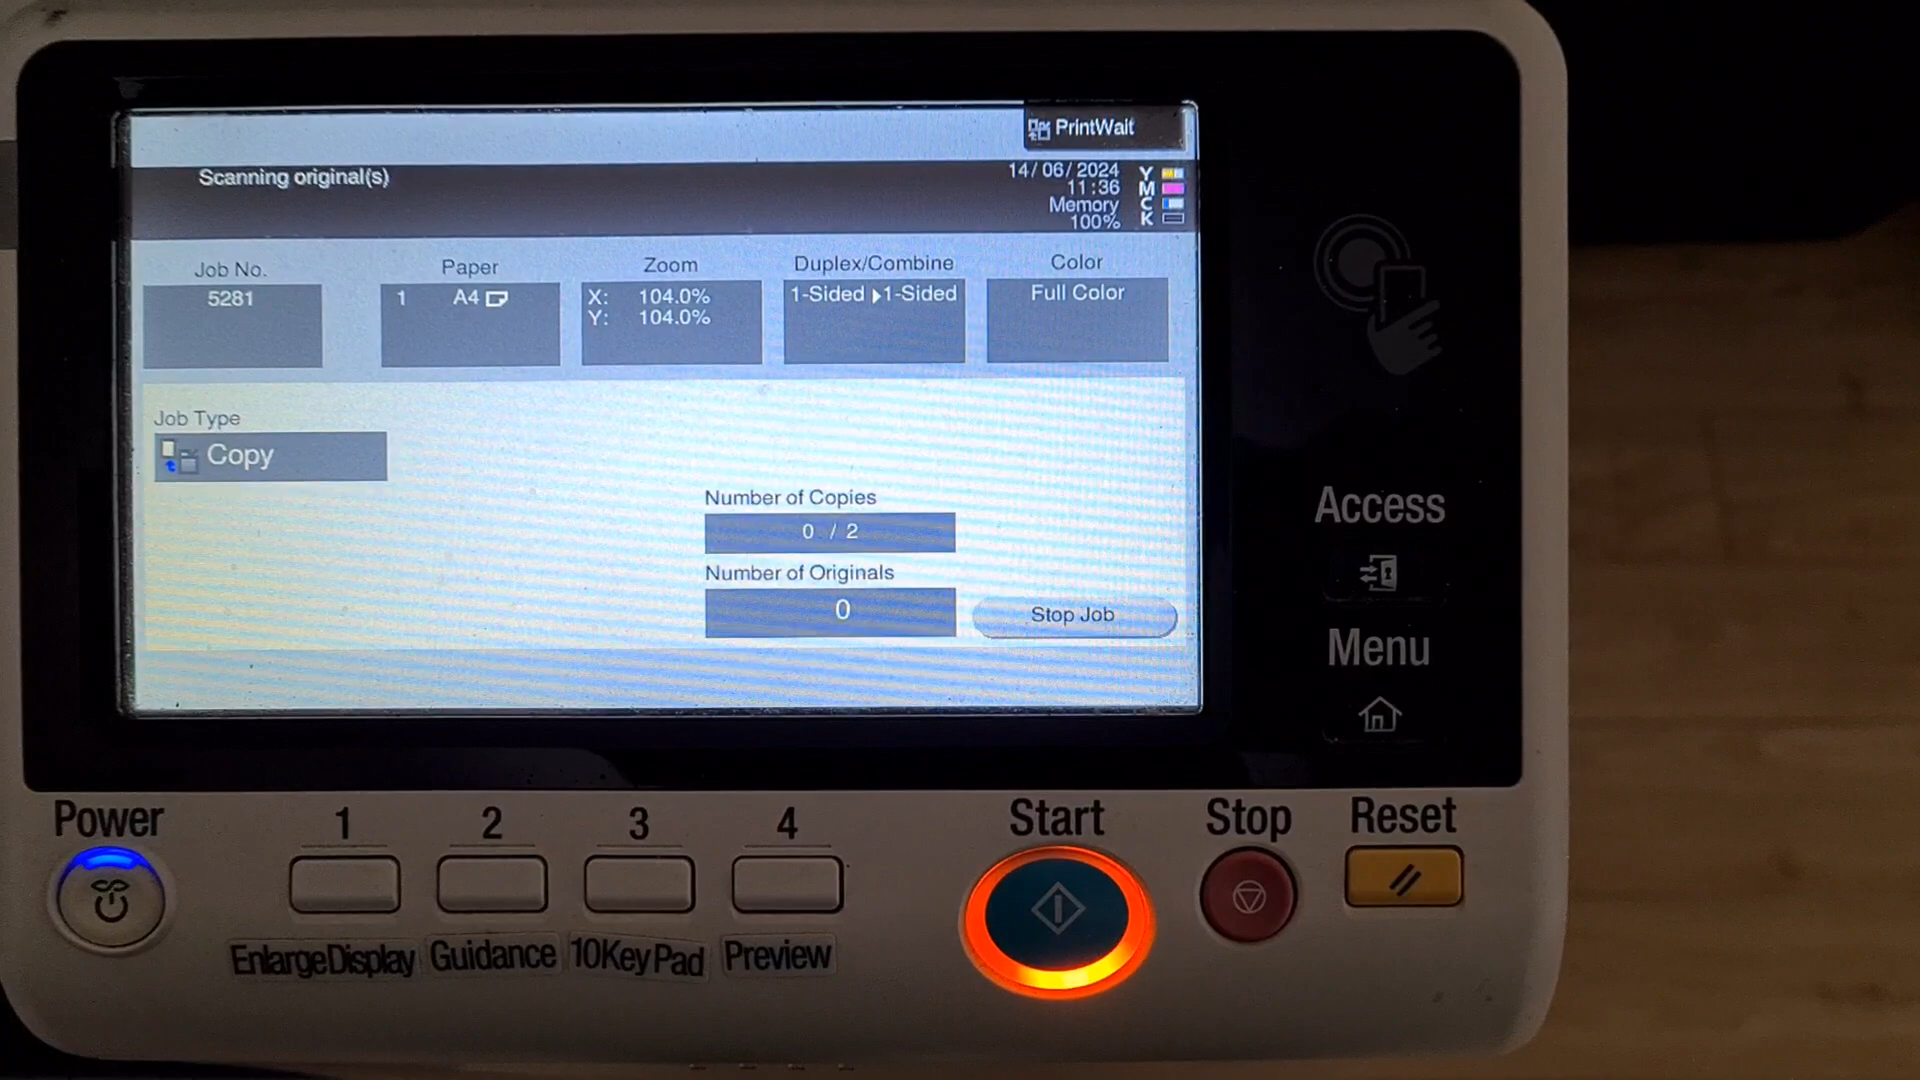 PrintWait
Scanning original(s)
14/06/2024
11:36
Memory
100%
Y
M
C
K
Job No.
5281
Paper
1 A4
Zoom
X: 104.0%
Y: 104.0%
Duplex/Combine
1-Sided ▶1-Sided
Color
Full Color
Job Type
Copy
Number of Copies
0 / 2
Number of Originals
0
Stop Job
Access
Menu
Power
1
2
3
4
Start
Stop
Reset
EnlargeDisplay
Guidance
10KeyPad
Preview